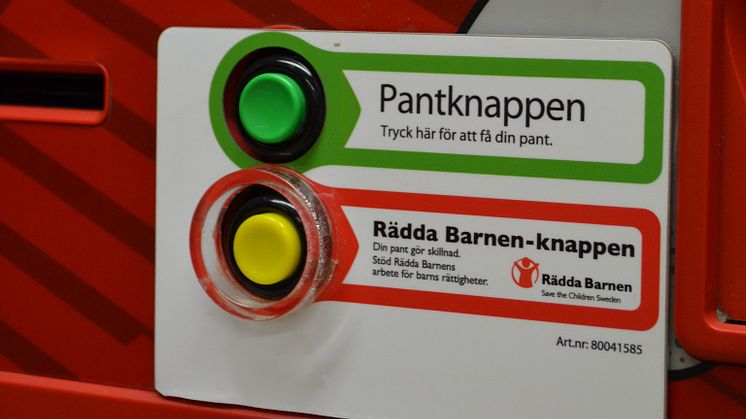 Pantknappen
Tryck här för att få din pant.
Rädda Barnen-knappen
Din pant gör skillnad.
Stöd Rädda Barnens
arbete för barns rättigheter.
Rädda Barnen
Save the Children Sweden
Art.nr: 80041585